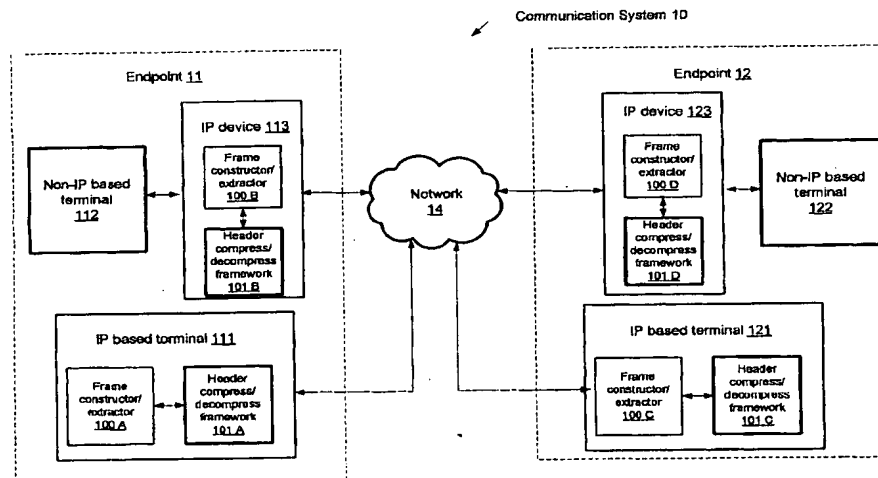 Communication System 10
Endpoint 11
IP device 113
Frame
constructor/
extractor
100 B
Header
compress/
decompress
framework
101 B
Non-IP based
terminal
112
IP based terminal 111
Frame
constructor/
extractor
100 A
Header
compress/
decompress
framework
101 A
Network
14
Endpoint 12
IP device 123
Frame
constructor/
extractor
100 D
Header
compress/
decompress
framework
101 D
Non-IP based
terminal
122
IP based terminal 121
Frame
constructor/
extractor
100 C
Header
compress/
decompress
framework
101 C